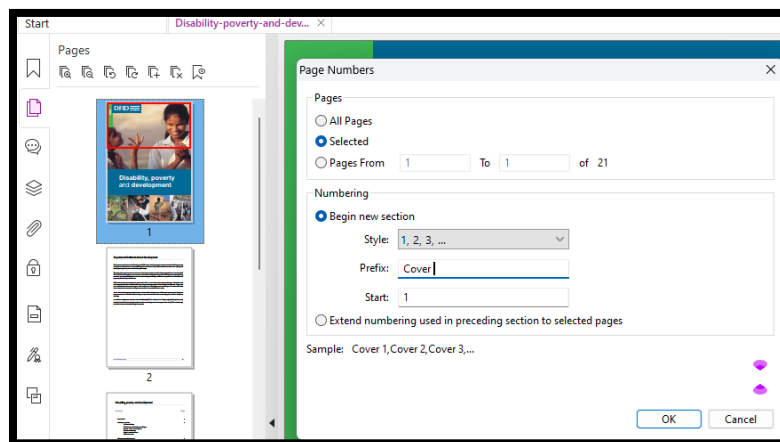 Start
Disability-poverty-and-dev... ×
Pages
DFID
Disability, poverty
and development
1
2
Page Numbers
Pages
All Pages
Selected
Pages From 1 To 1 of 21
Numbering
Begin new section
Style: 1, 2, 3, ...
Prefix: Cover
Start: 1
Extend numbering used in preceding section to selected pages
Sample: Cover 1,Cover 2,Cover 3,...
OK Cancel